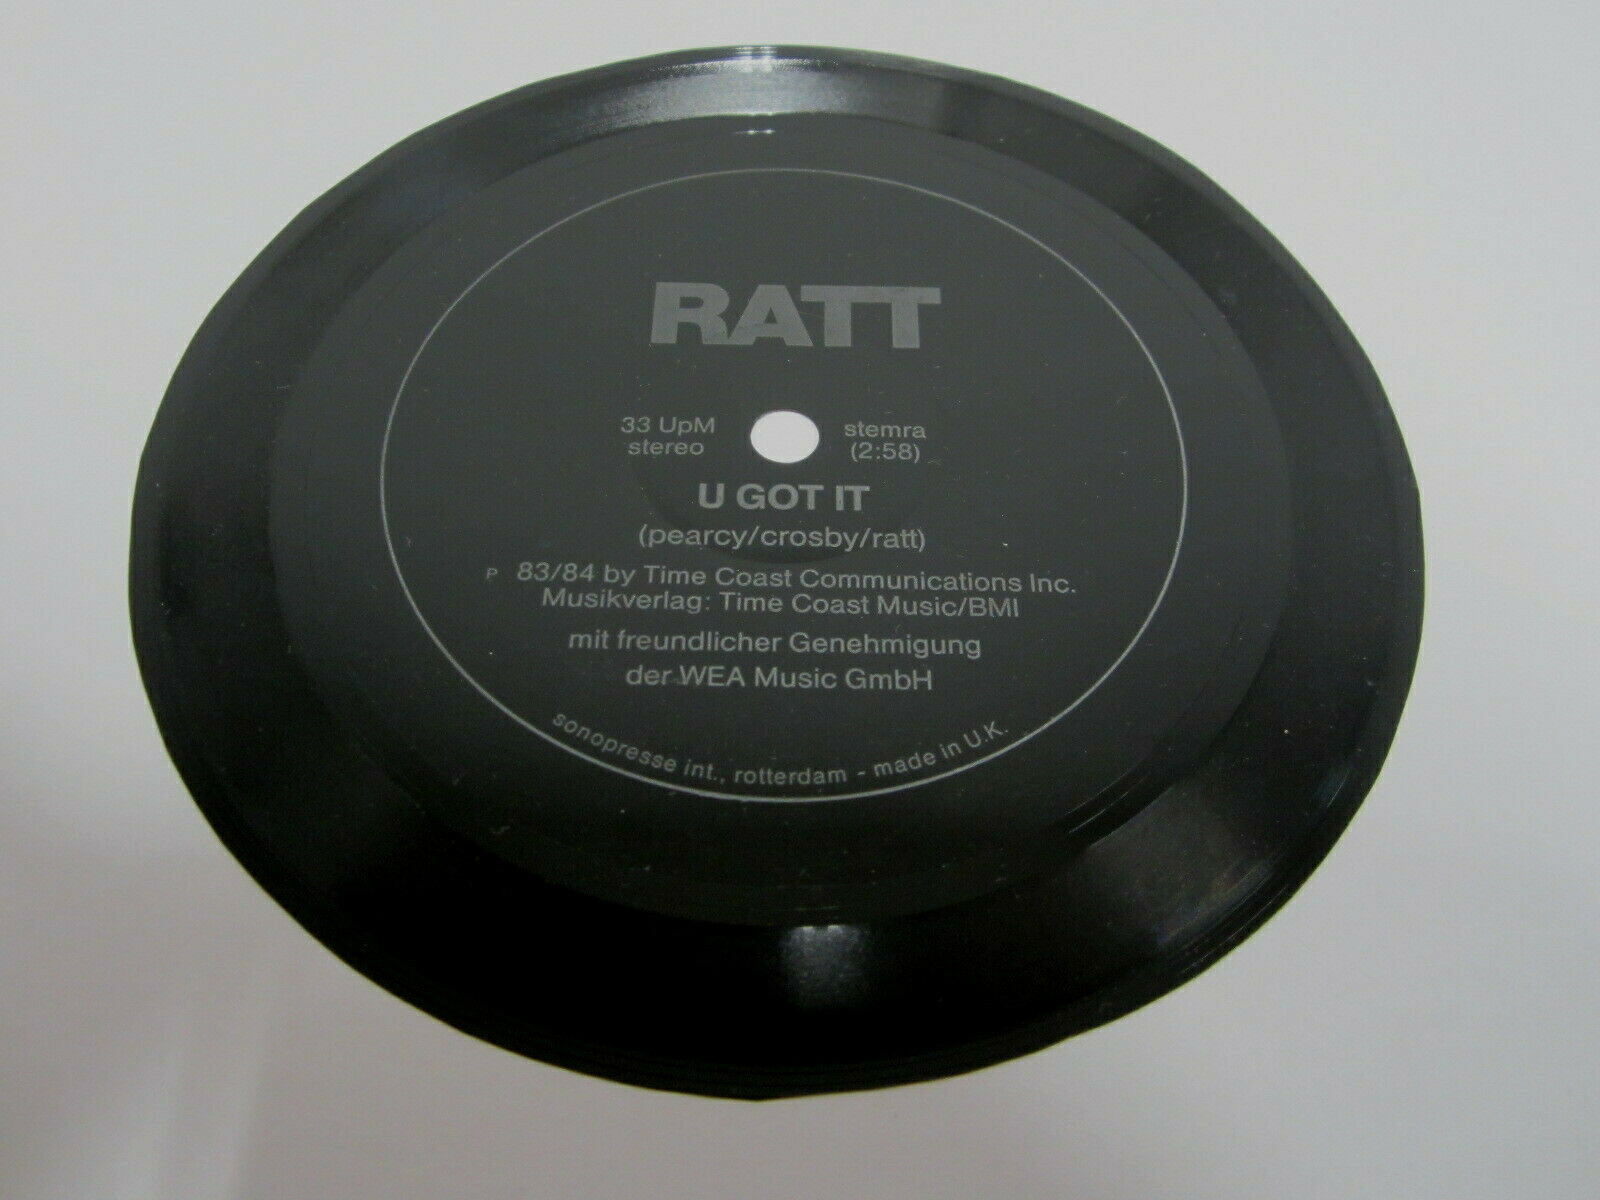 RATT
33 UpM stemra
stereo (2:58)
U GOT IT
(pearcy/crosby/ratt)
P 83/84 by Time Coast Communications Inc.
Musikverlag: Time Coast Music/BMI
mit freundlicher Genehmigung
der WEA Music GmbH
sonopresse int., rotterdam - made in U.K.